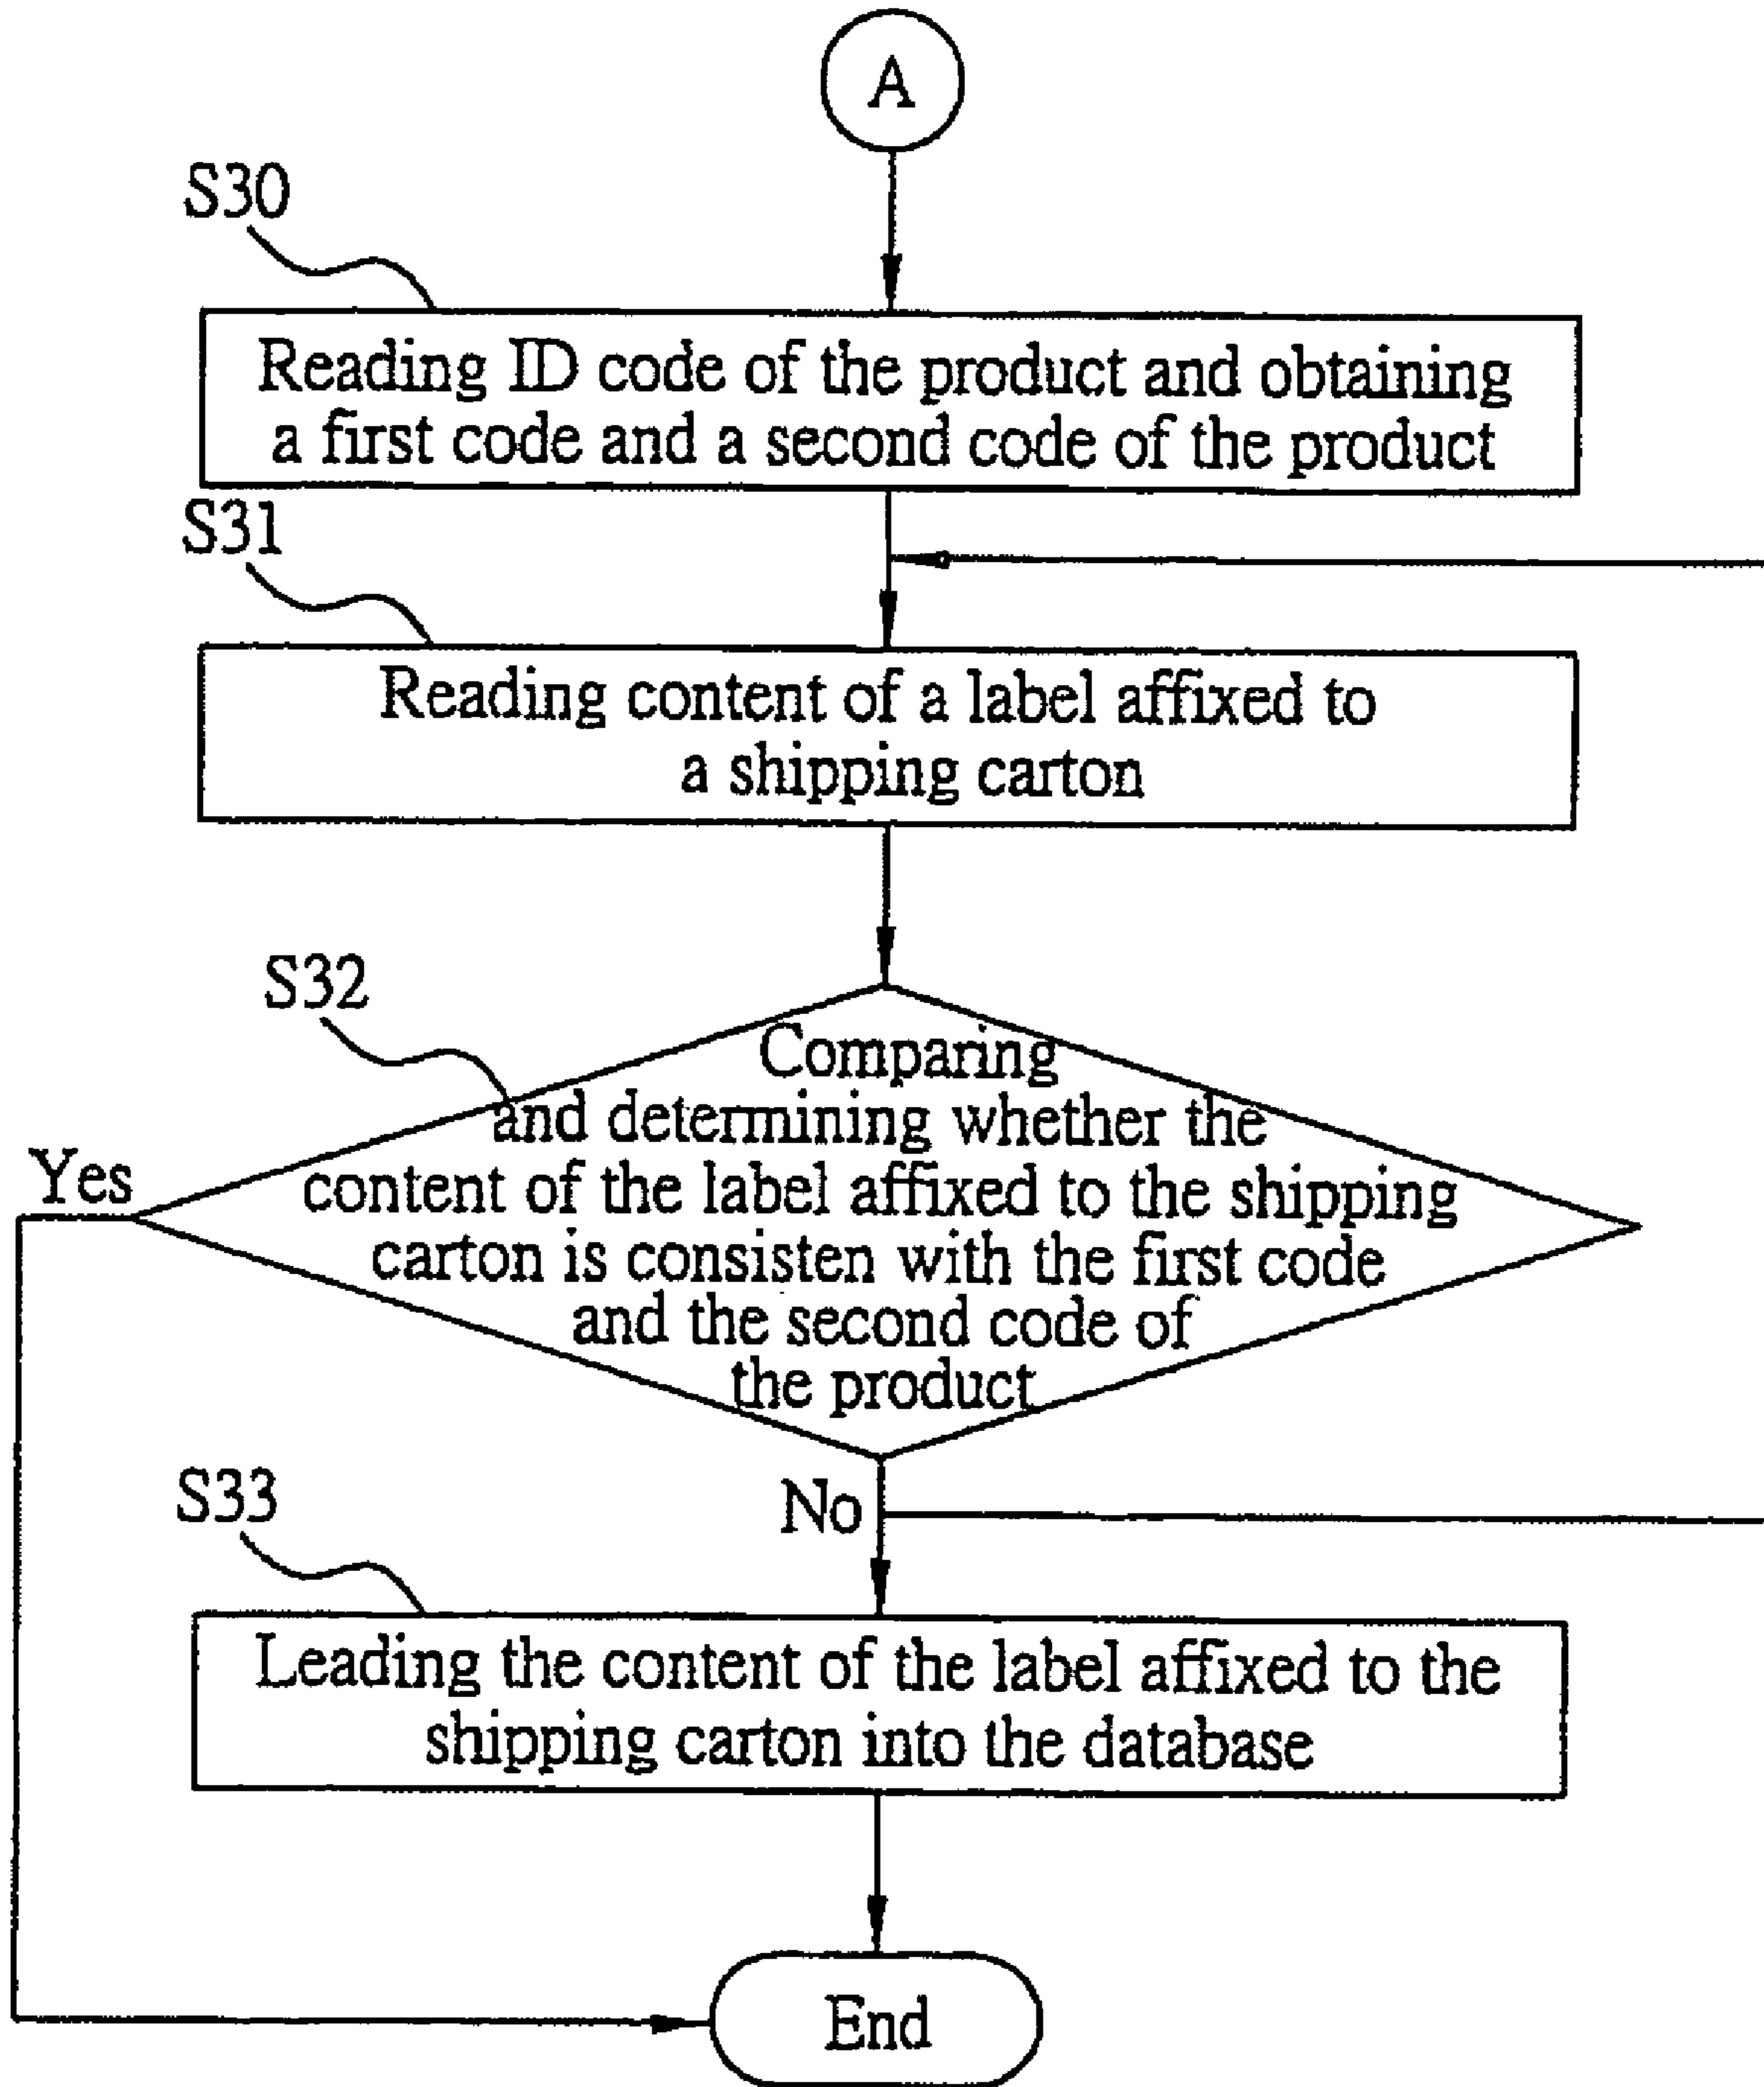 A
S30
Reading ID code of the product and obtaining
a first code and a second code of the product
S31
Reading content of a label affixed to
a shipping carton
S32
Comparing
and determining whether the
content of the label affixed to the shipping
carton is consisten with the first code
and the second code of
the product
Yes
No
S33
Leading the content of the label affixed to the
shipping carton into the database
End